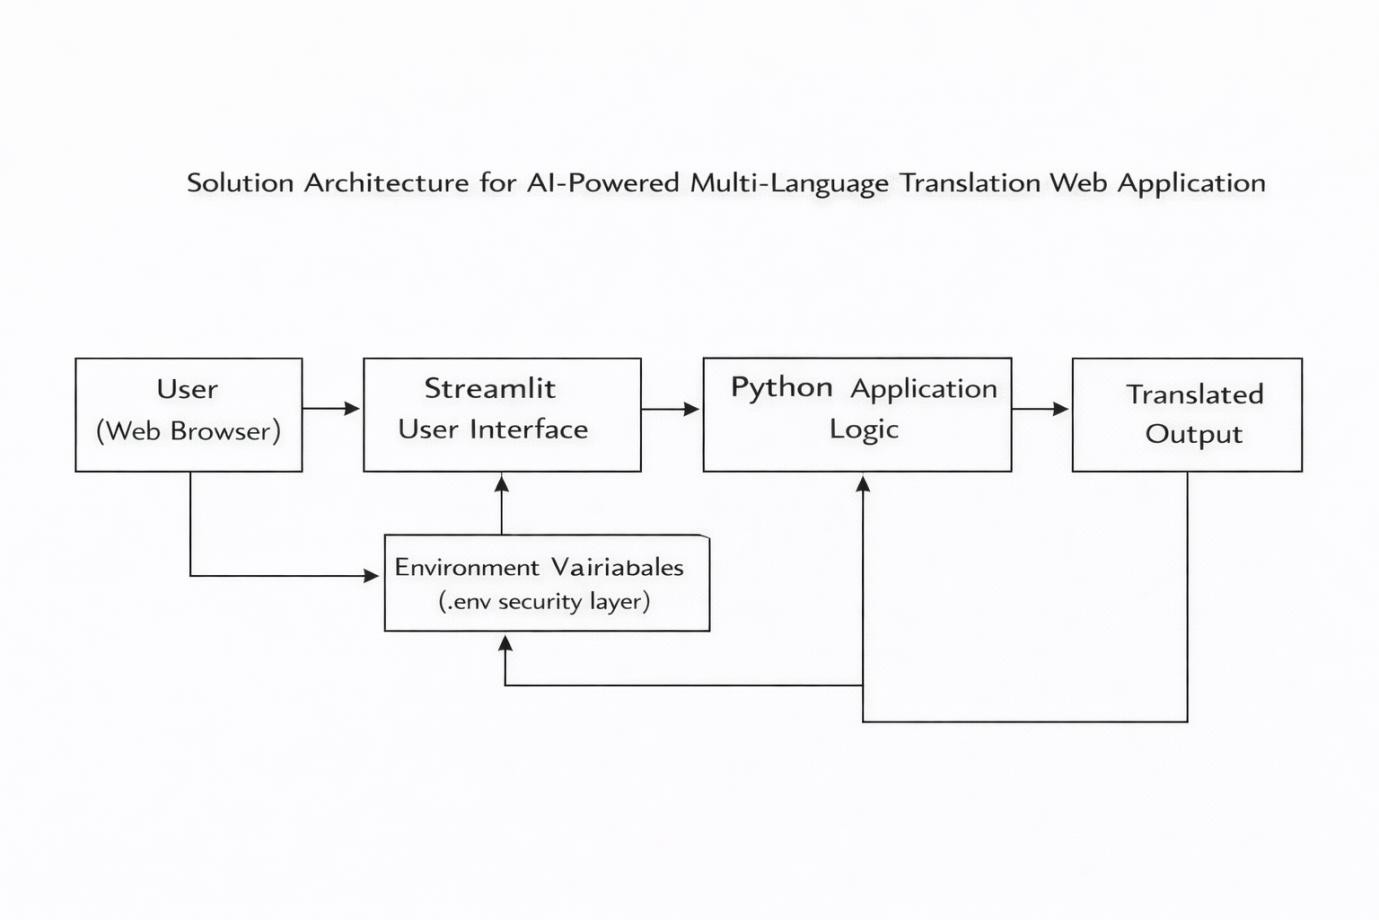 Solution Architecture for AI-Powered Multi-Language Translation Web Application
User
(Web Browser)
Streamlit
User Interface
Python Application
Logic
Translated
Output
Environment Vairiabales
(.env security layer)